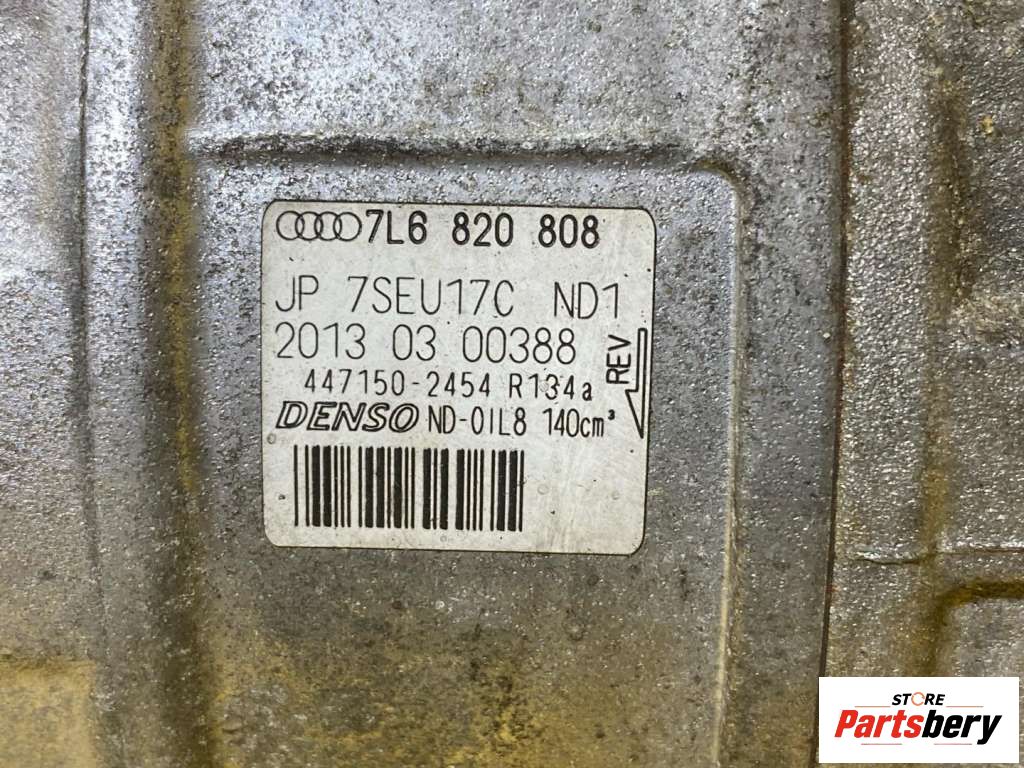 7L6 820 808
JP 7SEU17C ND1
2013 03 00388
REV
447150-2454 R134a
DENSO ND-OIL8 140cm³
STORE
Partsbery